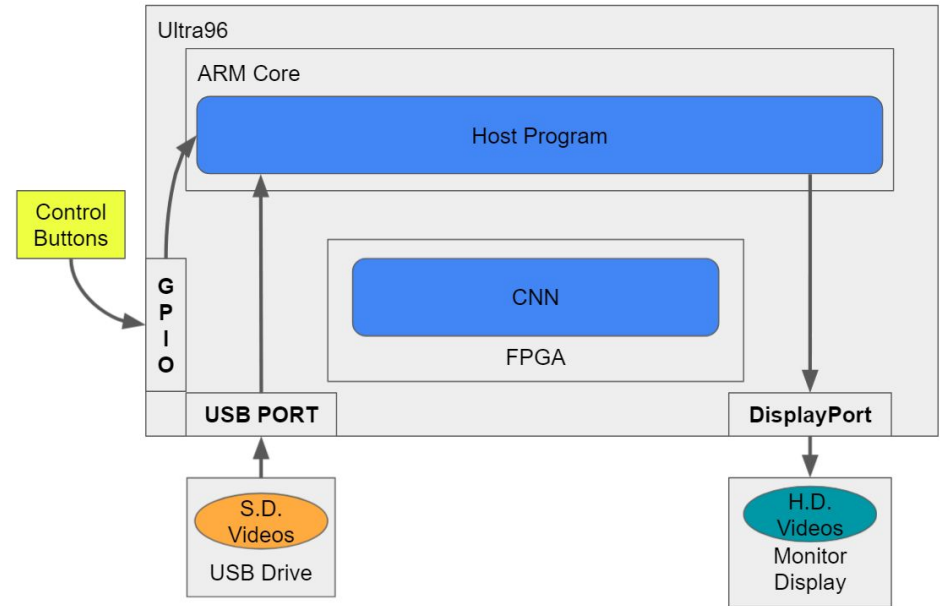 Ultra96
ARM Core
Host Program
Control
Buttons
G
P
I
O
CNN
FPGA
USB PORT
DisplayPort
S.D.
Videos
USB Drive
H.D.
Videos
Monitor
Display